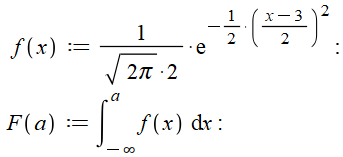 f(x) := 1/(√(2π)·2) · e^(-1/2·((x-3)/2)^2) :
F(a) := ∫_{-∞}^{a} f(x) dx :